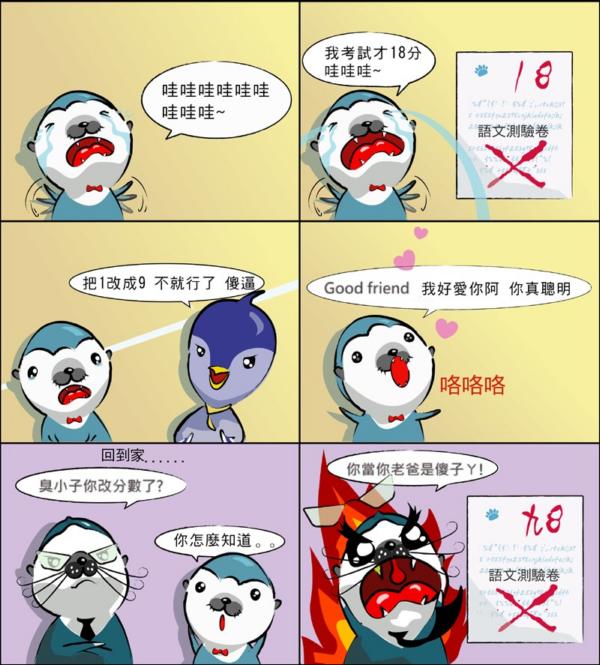 哇哇哇哇哇哇
哇哇哇~
我考試才18分
哇哇哇~
18
語文測驗卷
把1改成9 不就行了 傻逼
Good friend 我好愛你阿 你真聰明
咯咯咯
回到家......
臭小子你改分數了?
你怎麼知道。。
你當你老爸是傻子ㄚ!
九8
語文測驗卷